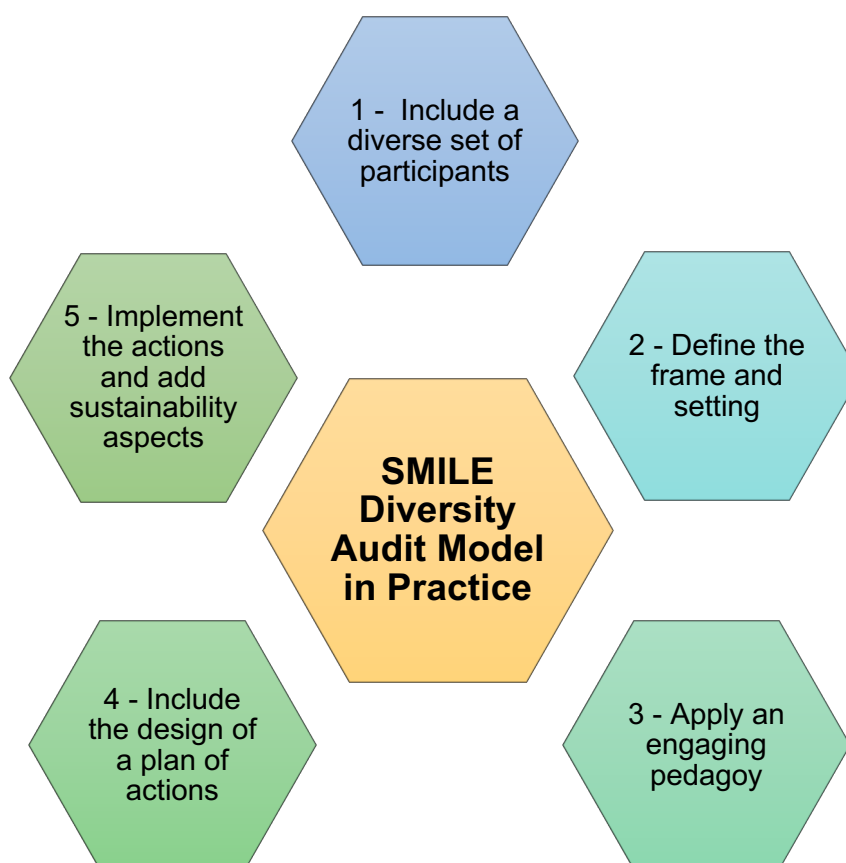 1 - Include a
diverse set of
participants
2 - Define the
frame and
setting
3 - Apply an
engaging
pedagoy
4 - Include
the design of
a plan of
actions
5 - Implement
the actions
and add
sustainability
aspects
SMILE
Diversity
Audit Model
in Practice